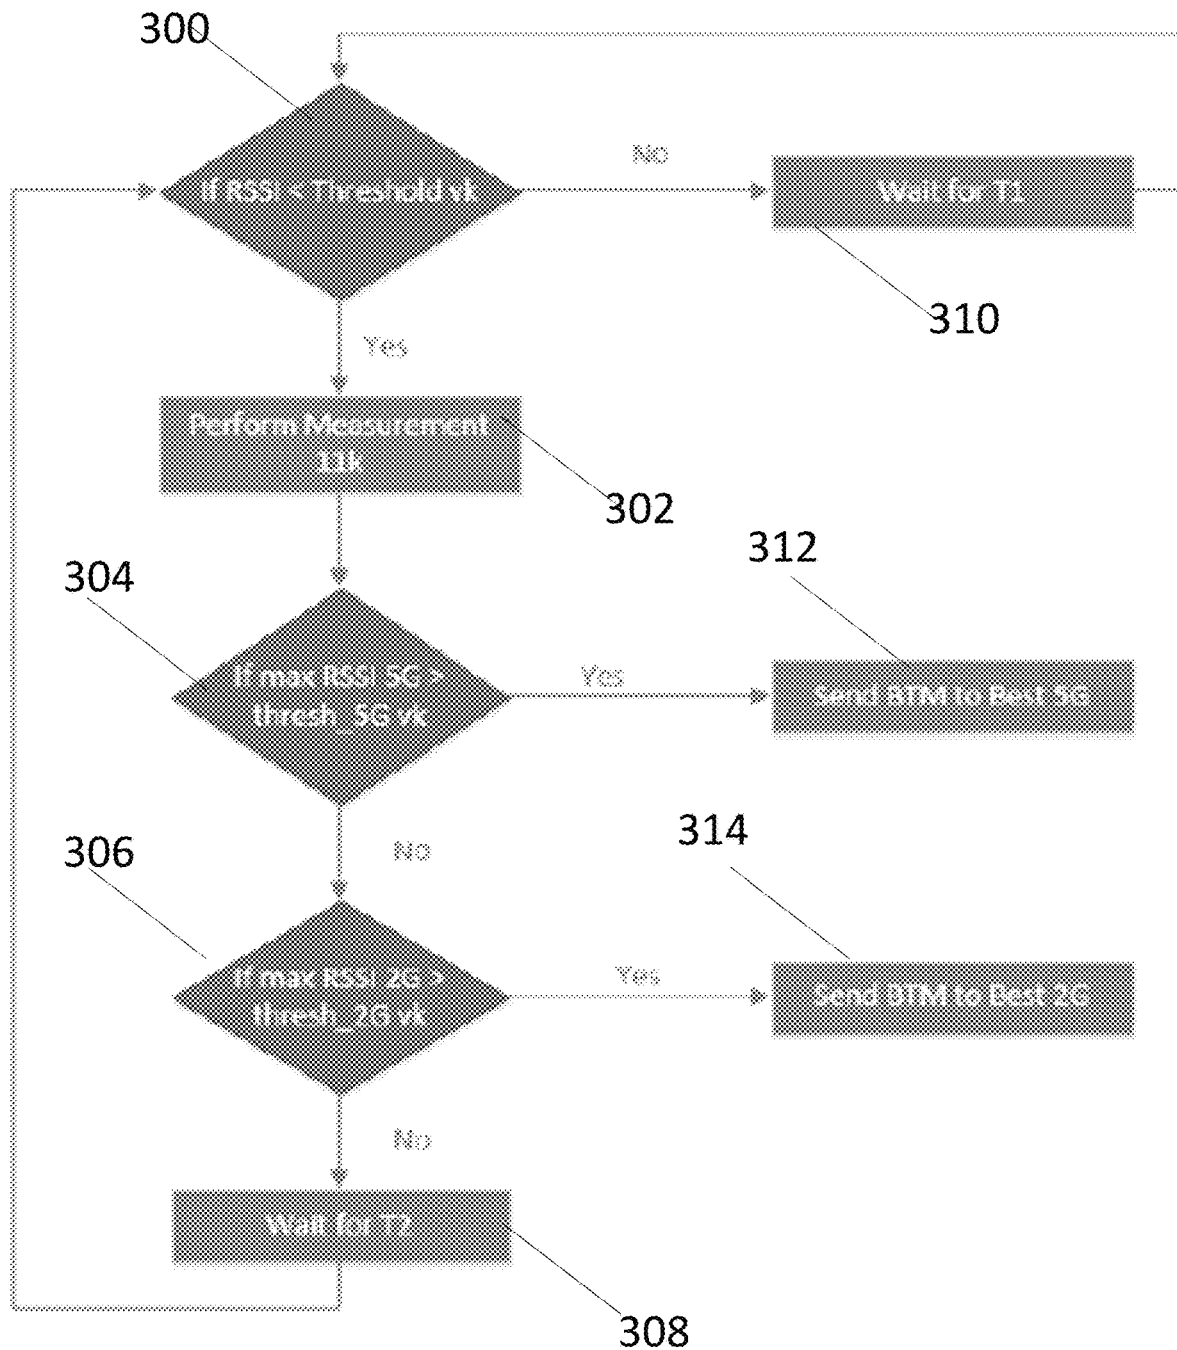 300
If RSSI < Threshold vk
No
Wait for T1
310
Yes
Perform Measurement
11k
302
304
312
If max RSSI 5G >
thresh_5G vk
Yes
Send BTM to Best 5G
No
306
314
If max RSSI 2G >
thresh_2G vk
Yes
Send BTM to Best 2G
No
Wait for T2
308